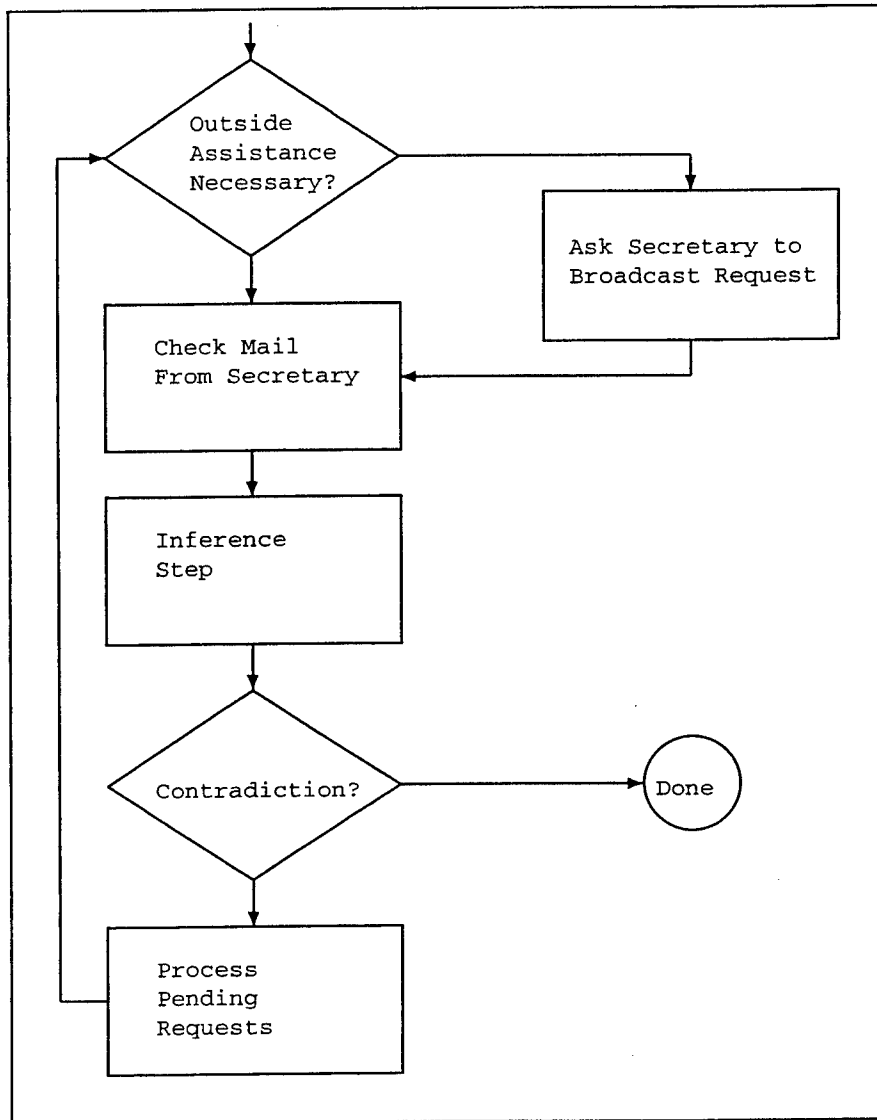 Outside
Assistance
Necessary?
Ask Secretary to
Broadcast Request
Check Mail
From Secretary
Inference
Step
Contradiction?
Done
Process
Pending
Requests